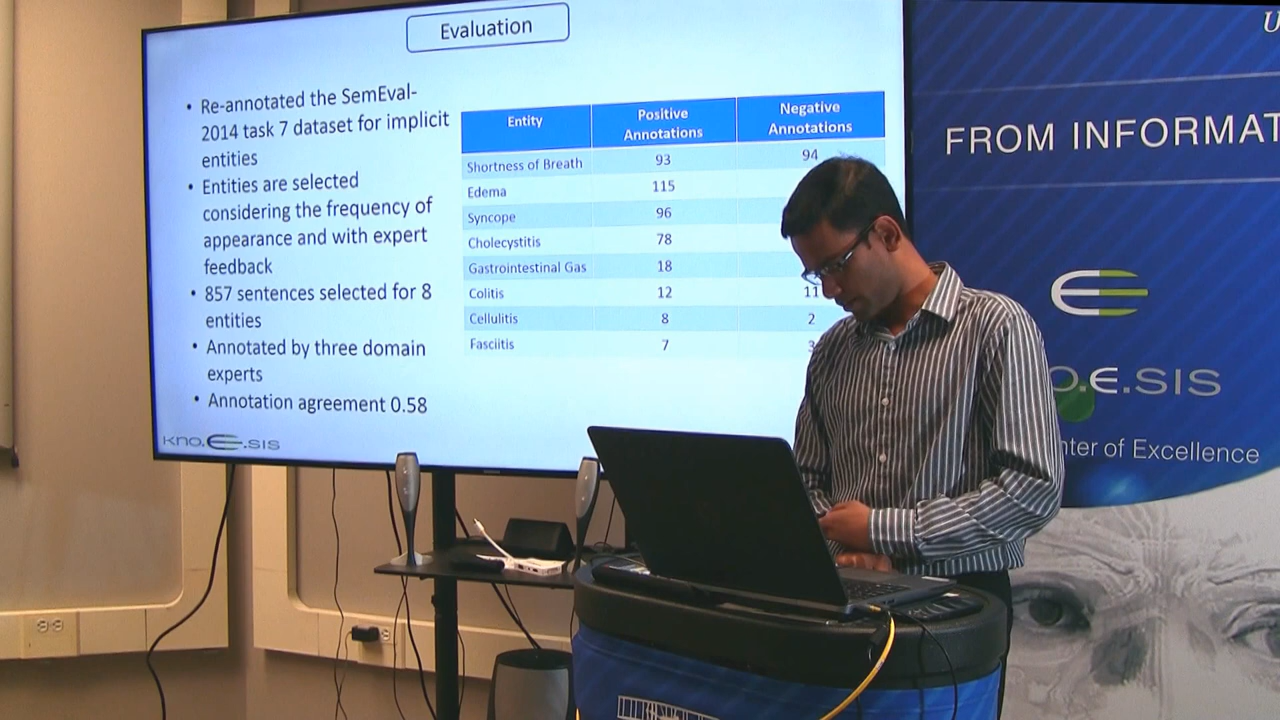 Evaluation
• Re-annotated the SemEval-
2014 task 7 dataset for implicit
entities
• Entities are selected
considering the frequency of
appearance and with expert
feedback
• 857 sentences selected for 8
entities
• Annotated by three domain
experts
• Annotation agreement 0.58
Entity Positive Annotations Negative Annotations
Shortness of Breath 93 94
Edema 115
Syncope 96
Cholecystitis 78
Gastrointestinal Gas 18
Colitis 12 11
Cellulitis 8 2
Fasciitis 7 3
kno.e.sis
U
FROM INFORMAT
O.E.SIS
nter of Excellence